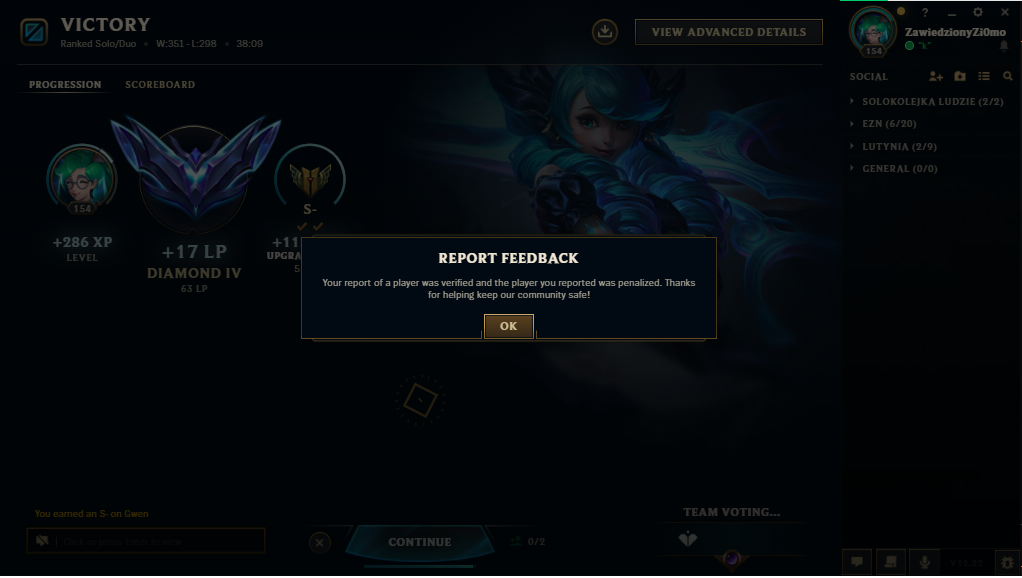 VICTORY
Ranked Solo/Duo • W:351 - L:298 • 38:09
VIEW ADVANCED DETAILS
?
ZawiedzionyZi0mo
154
"L"
PROGRESSION SCOREBOARD
SOCIAL
SOLOKOLEJKA LUDZIE (2/2)
EZN (6/20)
LUTYNIA (2/9)
GENERAL (0/0)
154
S-
+286 XP
LEVEL
+17 LP
DIAMOND IV
63 LP
+11
UPGRA
5
REPORT FEEDBACK
Your report of a player was verified and the player you reported was penalized. Thanks
for helping keep our community safe!
OK
You earned an S- on Gwen
CONTINUE
0/2
TEAM VOTING...